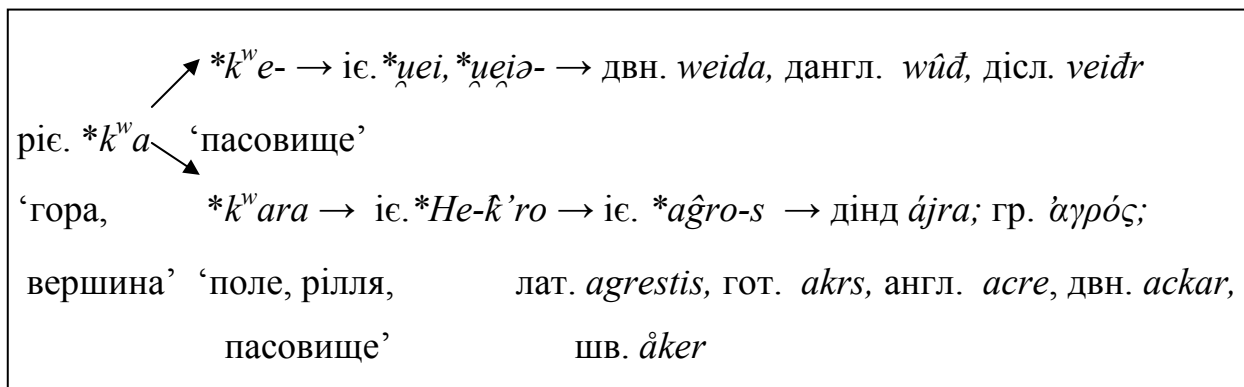 *kʷe- → іє. *u̯ei, *u̯ei̯ə- → двн. weida, дангл. wûđ, дісл. veiđr
ріє. *kʷa ‘пасовище’
‘гора, *kʷara → іє. *He-k̂’ro → іє. *aĝro-s → дінд ájra; гр. ἀγρός;
вершина’ ‘поле, рілля, лат. agrestis, гот. akrs, англ. acre, двн. ackar,
пасовище’ шв. åker